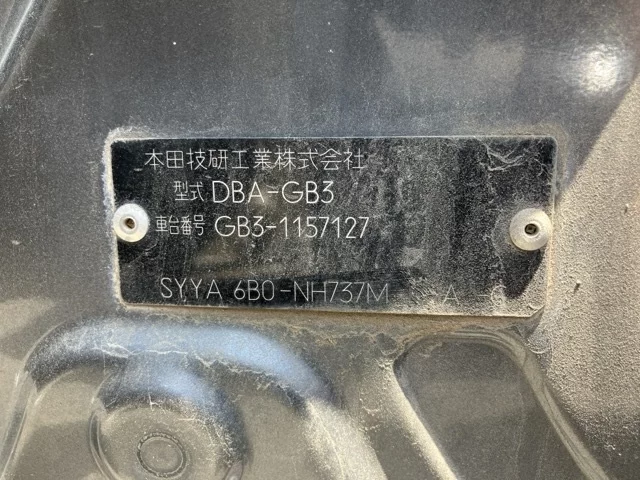 本田技研工業株式会社
型式 DBA-GB3
車台番号 GB3-1157127
SYYA 6B0-NH737M A